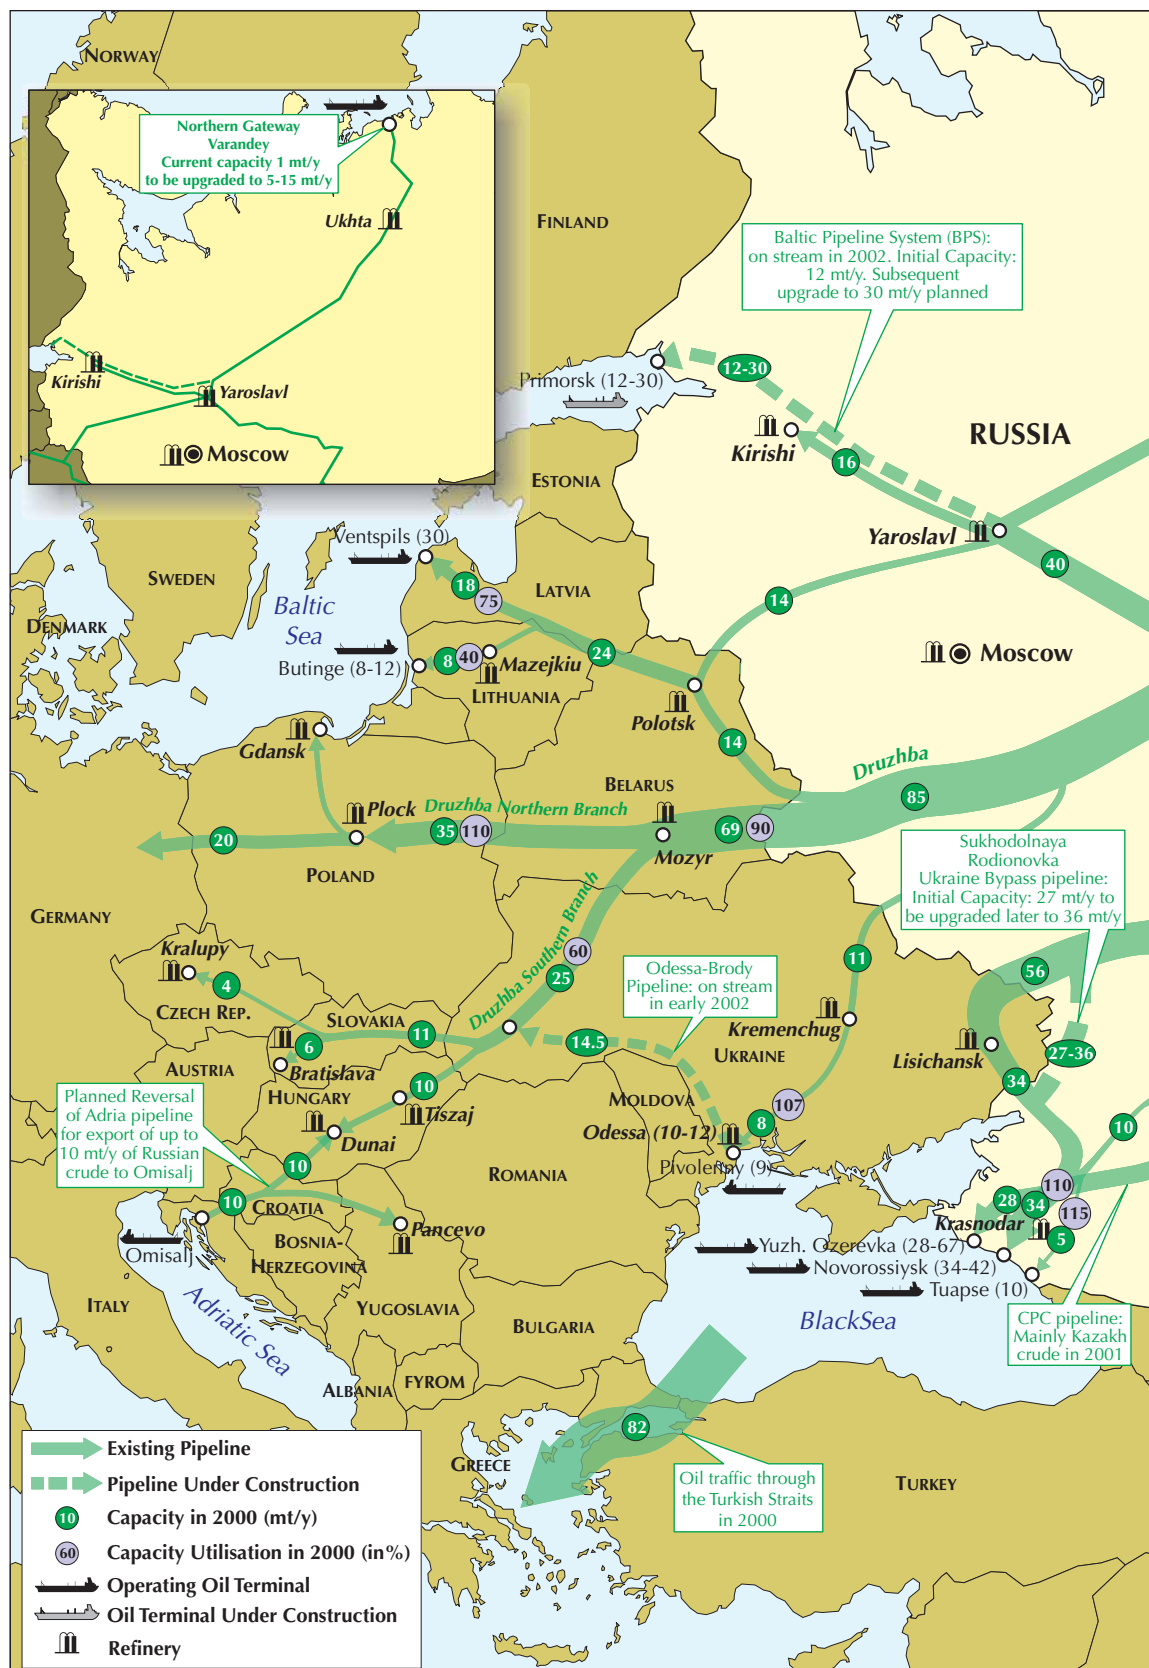 NORWAY
Northern Gateway
Varandey
Current capacity 1 mt/y
to be upgraded to 5-15 mt/y
Ukhta
Kirishi
Yaroslavl
Moscow
FINLAND
Baltic Pipeline System (BPS):
on stream in 2002. Initial Capacity:
12 mt/y. Subsequent
upgrade to 30 mt/y planned
Primorsk (12-30)
12-30
Kirishi
16
RUSSIA
ESTONIA
Yaroslavl
40
Ventspils (30)
SWEDEN
18
75
LATVIA
14
Baltic
Sea
DENMARK
Butinge (8-12)
8
40
Mazejkiu
24
Moscow
LITHUANIA
Polotsk
Gdansk
14
Druzhba
BELARUS
85
Plock
Druzhba Northern Branch
35
110
69
90
20
Mozyr
POLAND
Sukhodolnaya
Rodionovka
Ukraine Bypass pipeline:
Initial Capacity: 27 mt/y to
be upgraded later to 36 mt/y
GERMANY
Druzhba Southern Branch
Kralupy
60
25
11
56
4
Odessa-Brody
Pipeline: on stream
in early 2002
CZECH REP.
SLOVAKIA
11
Kremenchug
14.5
UKRAINE
Lisichansk
27-36
6
AUSTRIA
Bratislava
34
Planned Reversal
of Adria pipeline
for export of up to
10 mt/y of Russian
crude to Omisalj
HUNGARY
10
Tiszaj
MOLDOVA
107
Dunai
Odessa (10-12)
8
10
10
ROMANIA
Pivolenny (9)
110
10
CROATIA
28
34
115
Krasnodar
Pancevo
5
BOSNIA-
HERZEGOVINA
Omisalj
Yuzh. Ozerevka (28-67)
Novorossiysk (34-42)
Tuapse (10)
ITALY
Adriatic Sea
YUGOSLAVIA
BULGARIA
BlackSea
CPC pipeline:
Mainly Kazakh
crude in 2001
ALBANIA
FYROM
82
GREECE
Oil traffic through
the Turkish Straits
in 2000
TURKEY
Existing Pipeline
Pipeline Under Construction
10
Capacity in 2000 (mt/y)
60
Capacity Utilisation in 2000 (in%)
Operating Oil Terminal
Oil Terminal Under Construction
Refinery